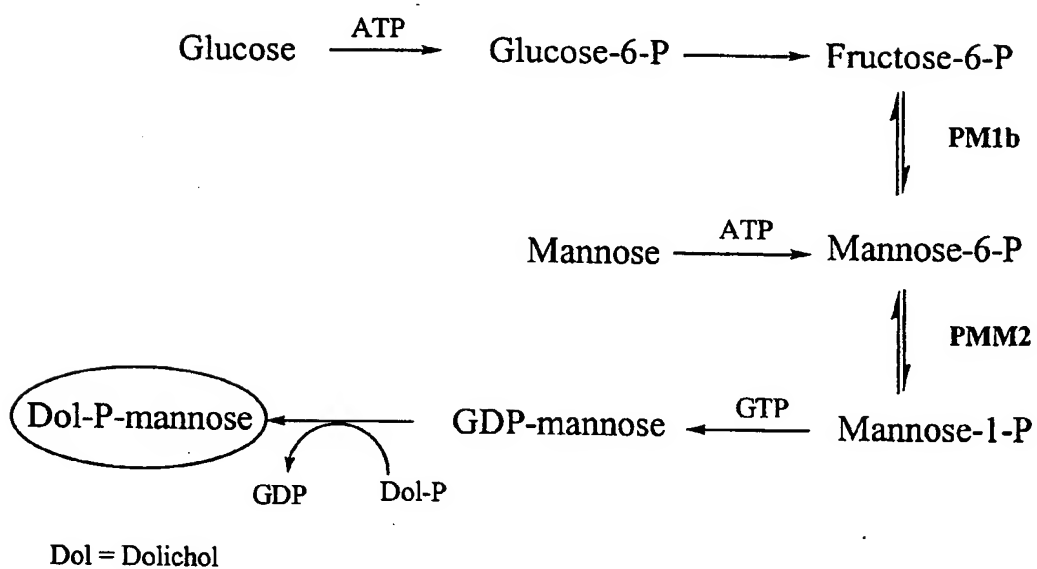 ATP
Glucose Glucose-6-P Fructose-6-P
PM1b
ATP
Mannose Mannose-6-P
PMM2
GTP
Dol-P-mannose GDP-mannose Mannose-1-P
GDP Dol-P
Dol = Dolichol